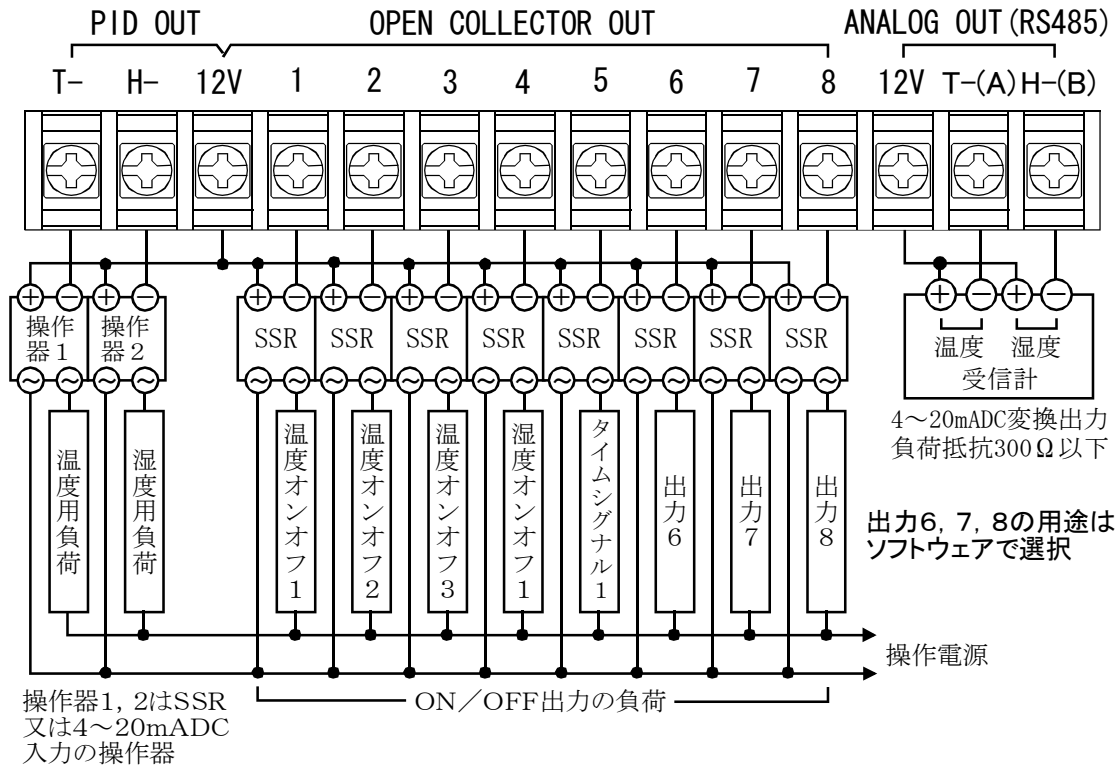 PID OUT OPEN COLLECTOR OUT ANALOG OUT(RS485)
T- H- 12V 1 2 3 4 5 6 7 8 12V T-(A) H-(B)
操作器1
操作器2
SSR SSR SSR SSR SSR SSR SSR SSR
温度 湿度
受信計
4～20mADC変換出力
負荷抵抗300Ω以下
温度用負荷
湿度用負荷
温度オンオフ1
温度オンオフ2
温度オンオフ3
湿度オンオフ1
タイムシグナル1
出力6
出力7
出力8
出力6, 7, 8の用途は
ソフトウェアで選択
操作電源
操作器1, 2はSSR
又は4～20mADC
入力の操作器
ON／OFF出力の負荷